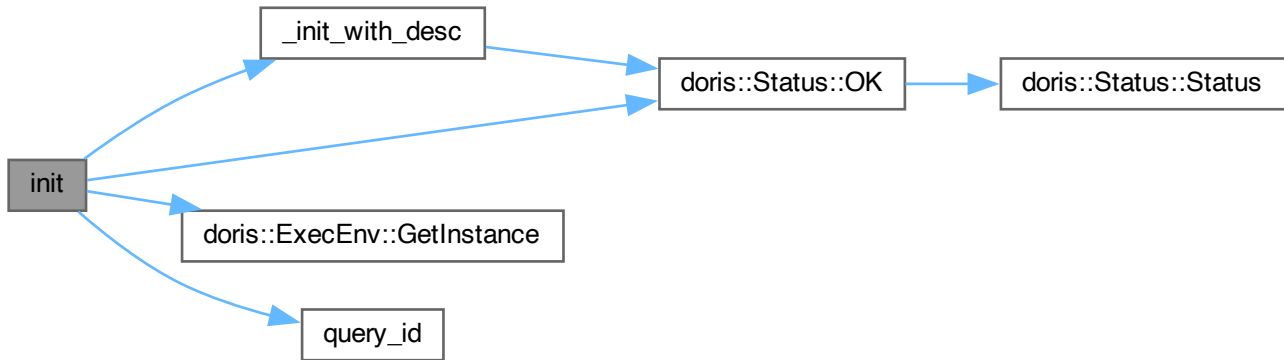 _init_with_desc
doris::Status::OK
doris::Status::Status
init
doris::ExecEnv::GetInstance
query_id